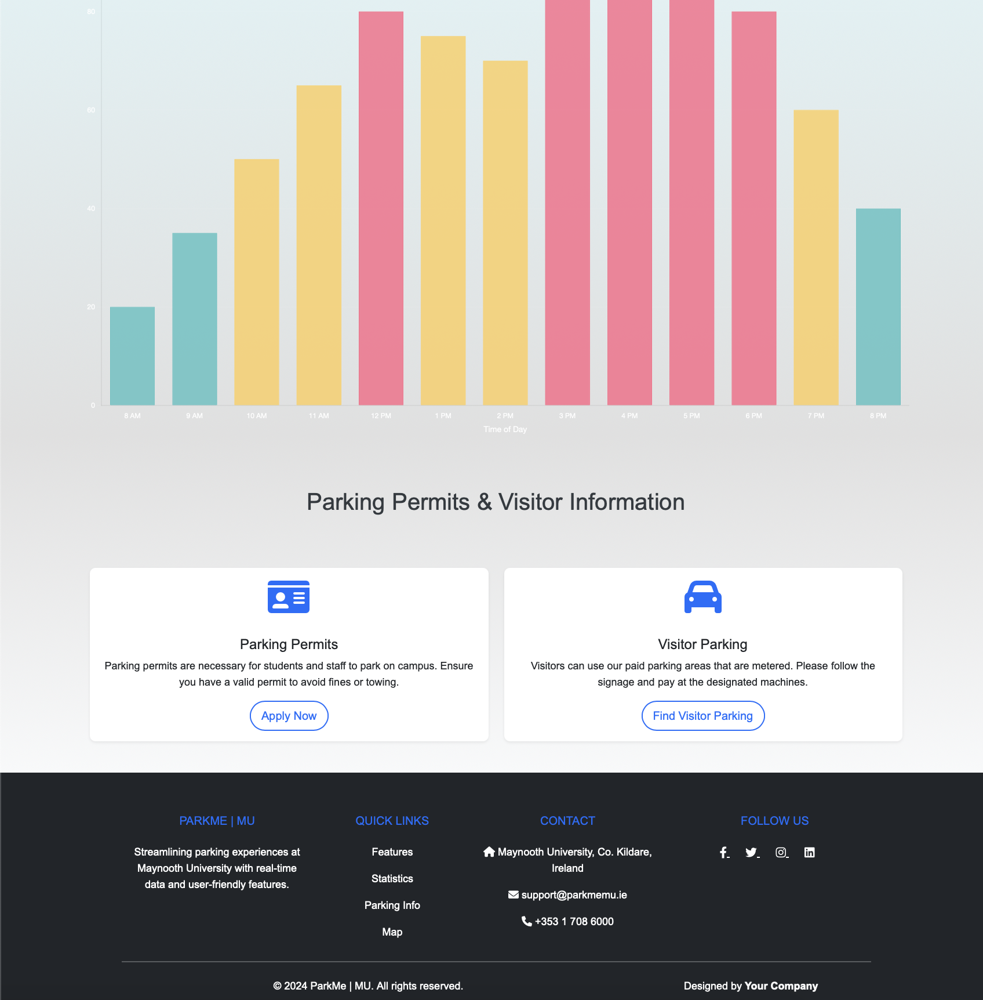 80
60
40
20
0
8 AM 9 AM 10 AM 11 AM 12 PM 1 PM 2 PM 3 PM 4 PM 5 PM 6 PM 7 PM 8 PM
Time of Day
Parking Permits & Visitor Information
Parking Permits
Parking permits are necessary for students and staff to park on campus. Ensure
you have a valid permit to avoid fines or towing.
Apply Now
Visitor Parking
Visitors can use our paid parking areas that are metered. Please follow the
signage and pay at the designated machines.
Find Visitor Parking
PARKME | MU
Streamlining parking experiences at
Maynooth University with real-time
data and user-friendly features.
QUICK LINKS
Features
Statistics
Parking Info
Map
CONTACT
Maynooth University, Co. Kildare,
Ireland
support@parkmemu.ie
+353 1 708 6000
FOLLOW US
© 2024 ParkMe | MU. All rights reserved.
Designed by Your Company